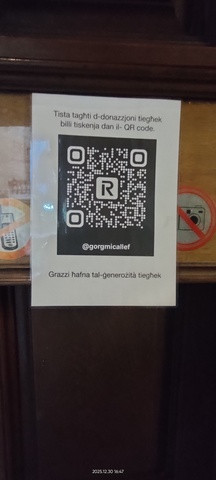 Tista tagħti d-donazzjoni tiegħek
billi tiskenja dan il- QR code.
R
@gorgmicallef
Grazzi ħafna tal-ġenerożità tiegħek
2025.12.30 16:47